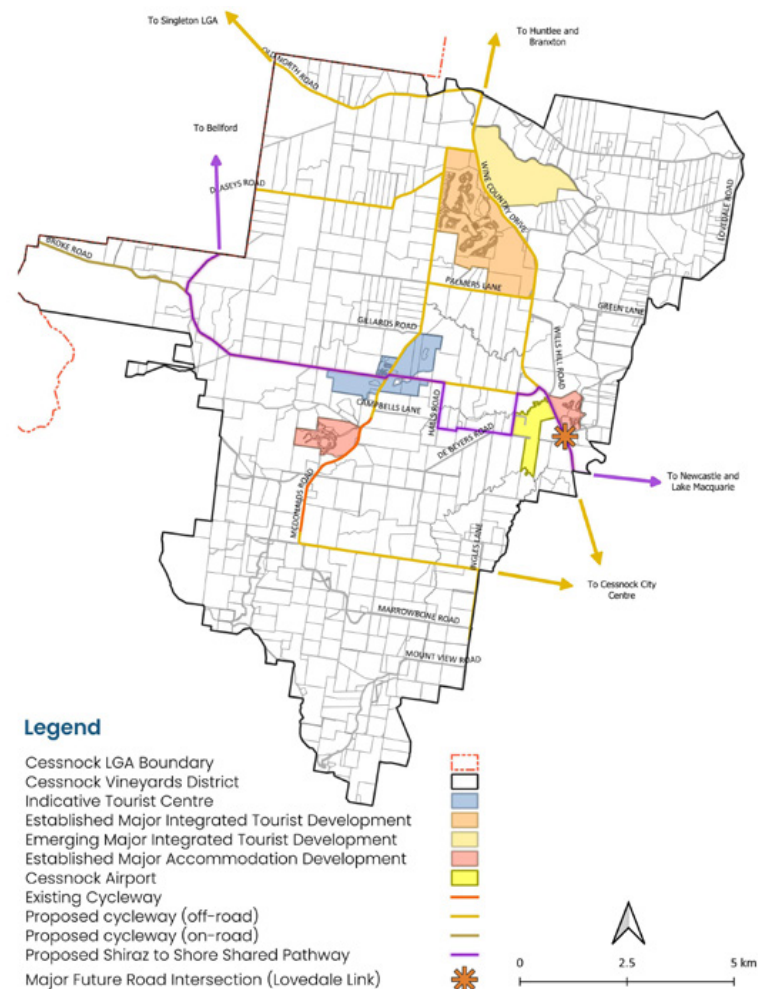 To Singleton LGA
To Huntlee and
Branxton
OLD NORTH ROAD
To Bellford
DEASEYS ROAD
WINE COUNTRY DRIVE
LOVEDALE ROAD
BROKE ROAD
PALMERS LANE
GREEN LANE
GILLARDS ROAD
WILLS HILL ROAD
CAMPBELLS LANE
HALLS ROAD
DE BEYERS ROAD
MCDONALDS ROAD
To Newcastle and
Lake Macquarie
INGLES LANE
To Cessnock City
Centre
MARROWBONE ROAD
MOUNT VIEW ROAD
Legend
Cessnock LGA Boundary
Cessnock Vineyards District
Indicative Tourist Centre
Established Major Integrated Tourist Development
Emerging Major Integrated Tourist Development
Established Major Accommodation Development
Cessnock Airport
Existing Cycleway
Proposed cycleway (off-road)
Proposed cycleway (on-road)
Proposed Shiraz to Shore Shared Pathway
Major Future Road Intersection (Lovedale Link)
0 2.5 5 km